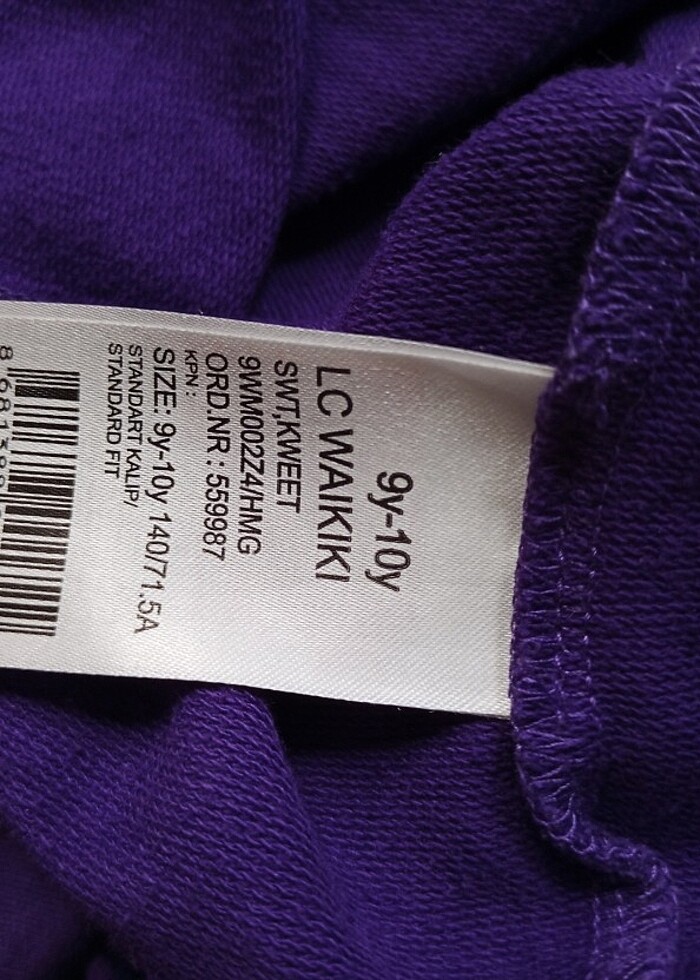 9y-10y
LC WAIKIKI
SWT,KWEET
9WM002Z4/HMG
ORD.NR : 559987
KPN :
SIZE: 9y-10y 140/71.5A
STANDART KALIP/
STANDARD FIT